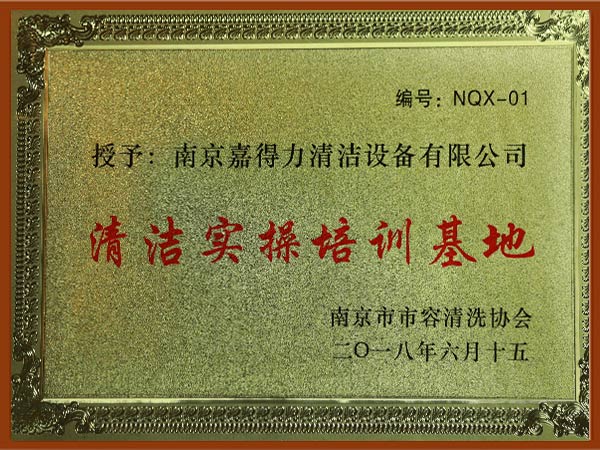 编号：NQX-01
授予：南京嘉得力清洁设备有限公司
清洁实操培训基地
南京市市容清洗协会
二〇一八年六月十五